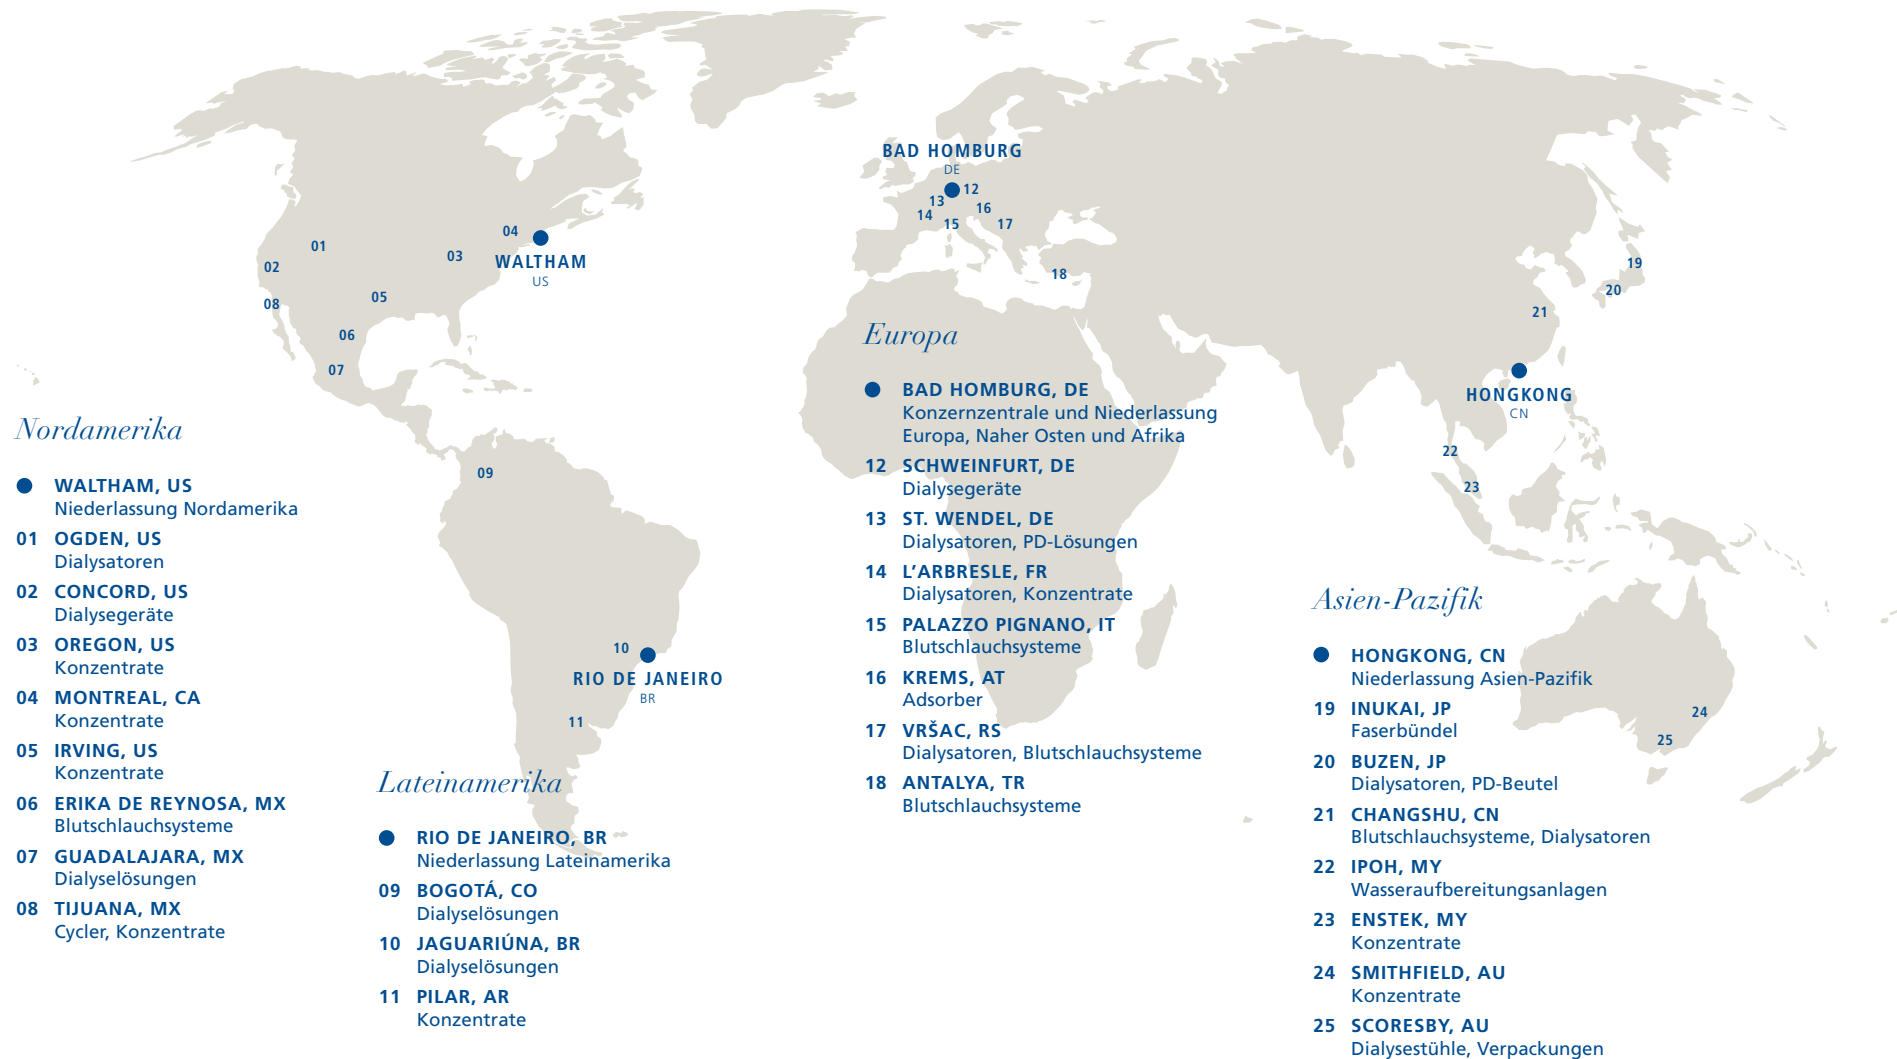 BAD HOMBURG
DE
12
13
14
16
15
17
18
04
01
03
02
WALTHAM
US
05
08
06
07
19
20
21
HONGKONG
CN
22
23
09
10
RIO DE JANEIRO
BR
11
24
25
Nordamerika
WALTHAM, US
Niederlassung Nordamerika
01 OGDEN, US
Dialysatoren
02 CONCORD, US
Dialysegeräte
03 OREGON, US
Konzentrate
04 MONTREAL, CA
Konzentrate
05 IRVING, US
Konzentrate
06 ERIKA DE REYNOSA, MX
Blutschlauchsysteme
07 GUADALAJARA, MX
Dialyselösungen
08 TIJUANA, MX
Cycler, Konzentrate
Lateinamerika
RIO DE JANEIRO, BR
Niederlassung Lateinamerika
09 BOGOTÁ, CO
Dialyselösungen
10 JAGUARIÚNA, BR
Dialyselösungen
11 PILAR, AR
Konzentrate
Europa
BAD HOMBURG, DE
Konzernzentrale und Niederlassung
Europa, Naher Osten und Afrika
12 SCHWEINFURT, DE
Dialysegeräte
13 ST. WENDEL, DE
Dialysatoren, PD-Lösungen
14 L’ARBRESLE, FR
Dialysatoren, Konzentrate
15 PALAZZO PIGNANO, IT
Blutschlauchsysteme
16 KREMS, AT
Adsorber
17 VRŠAC, RS
Dialysatoren, Blutschlauchsysteme
18 ANTALYA, TR
Blutschlauchsysteme
Asien-Pazifik
HONGKONG, CN
Niederlassung Asien-Pazifik
19 INUKAI, JP
Faserbündel
20 BUZEN, JP
Dialysatoren, PD-Beutel
21 CHANGSHU, CN
Blutschlauchsysteme, Dialysatoren
22 IPOH, MY
Wasseraufbereitungsanlagen
23 ENSTEK, MY
Konzentrate
24 SMITHFIELD, AU
Konzentrate
25 SCORESBY, AU
Dialysestühle, Verpackungen